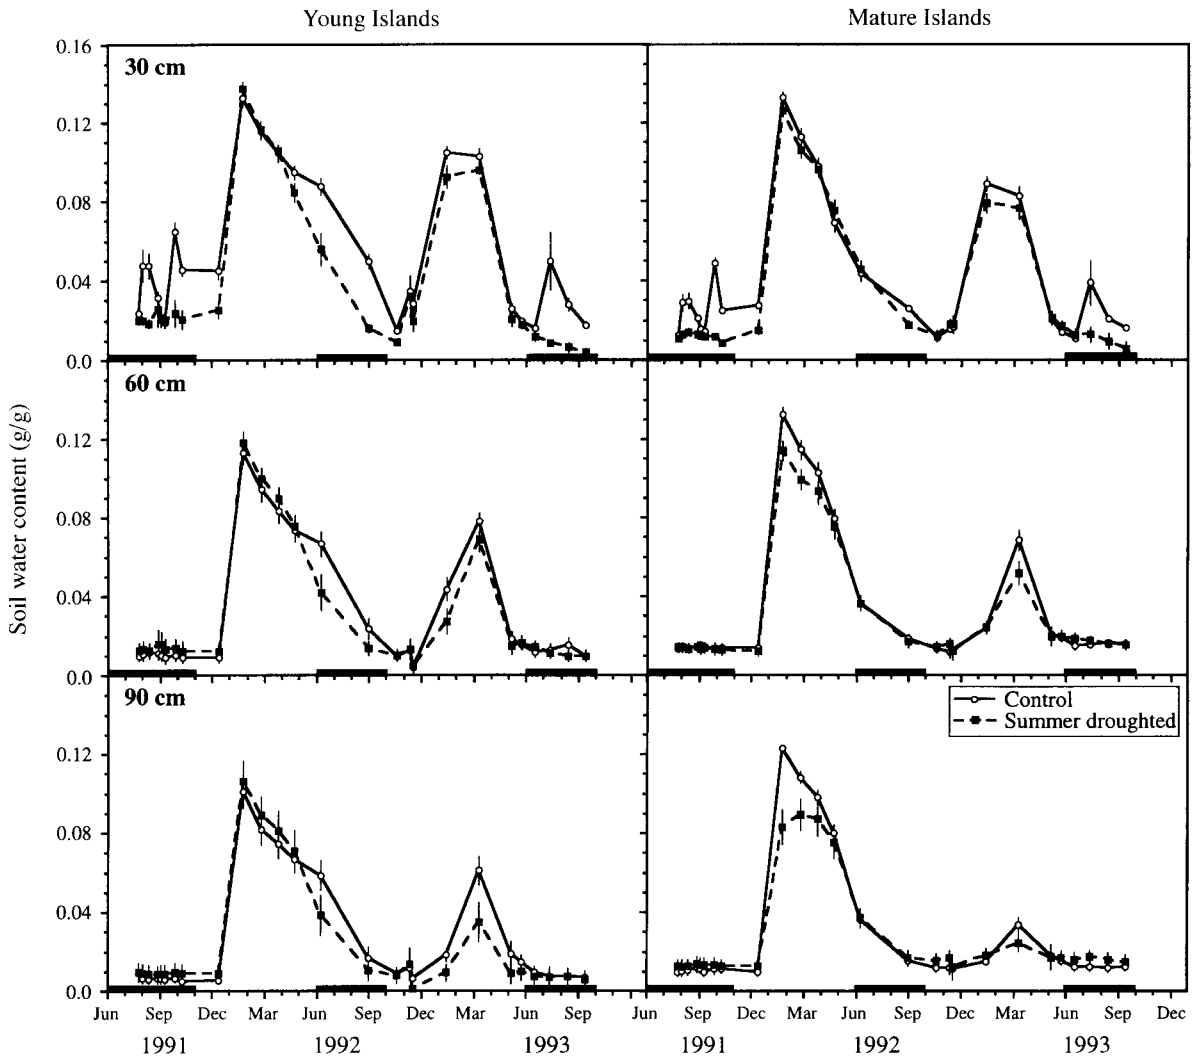 Young Islands Mature Islands
0.16
30 cm
0.12
0.08
0.04
0.0
60 cm
0.12
0.08
0.04
0.0
90 cm
Control
Summer droughted
0.12
0.08
0.04
0.0
Soil water content (g/g)
Jun Sep Dec Mar Jun Sep Dec Mar Jun Sep Jun Sep Dec Mar Jun Sep Dec Mar Jun Sep Dec
1991 1992 1993 1991 1992 1993